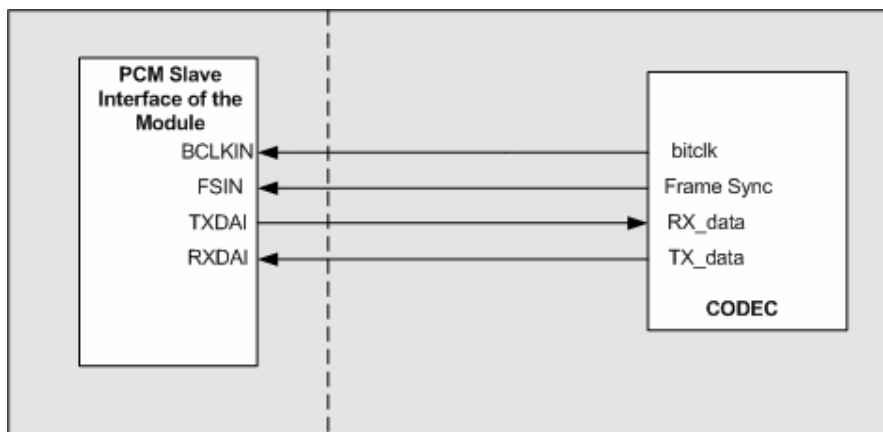 PCM Slave
Interface of the
Module
BCLKIN
FSIN
TXDAI
RXDAI
bitclk
Frame Sync
RX_data
TX_data
CODEC